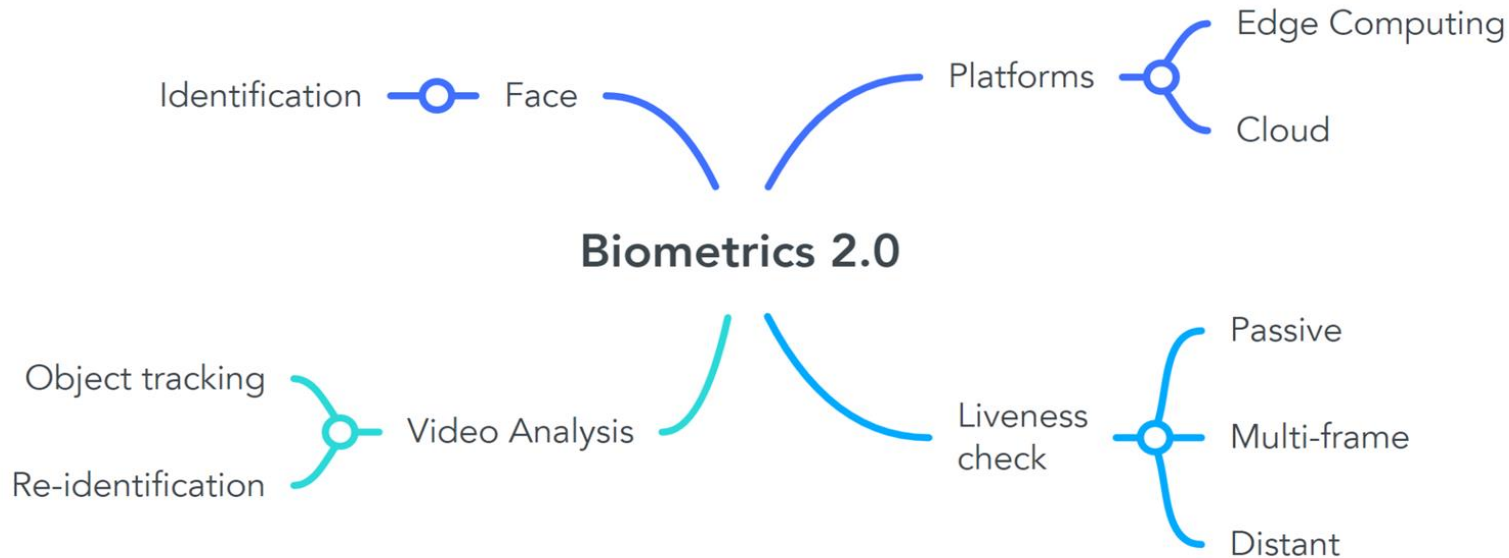 Edge Computing
Platforms
Identification
Face
Cloud
Biometrics 2.0
Passive
Object tracking
Liveness
check
Video Analysis
Multi-frame
Re-identification
Distant